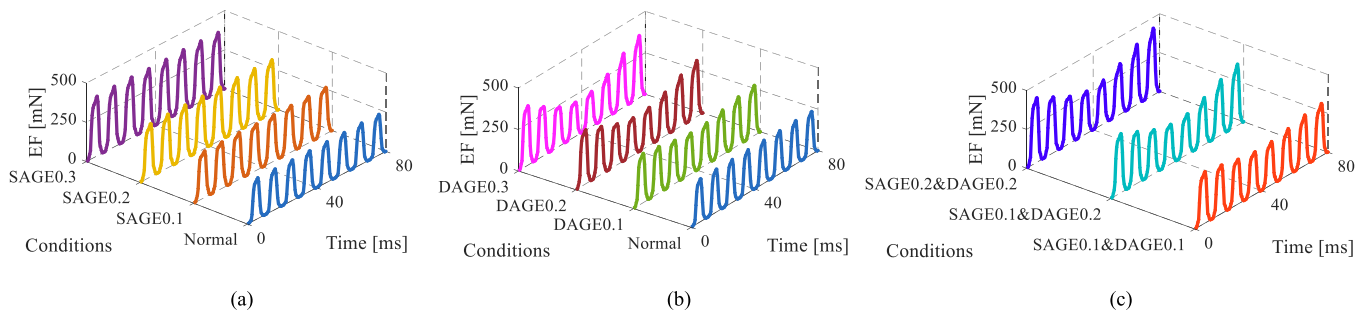 500
250
0
EF [mN]
SAGE0.3
SAGE0.2
SAGE0.1
Normal
0
40
80
Conditions
Time [ms]
(a)
500
250
0
EF [mN]
DAGE0.3
DAGE0.2
DAGE0.1
Normal
0
40
80
Conditions
Time [ms]
(b)
500
250
0
EF [mN]
SAGE0.2&DAGE0.2
SAGE0.1&DAGE0.2
SAGE0.1&DAGE0.1
0
40
80
Conditions
Time [ms]
(c)